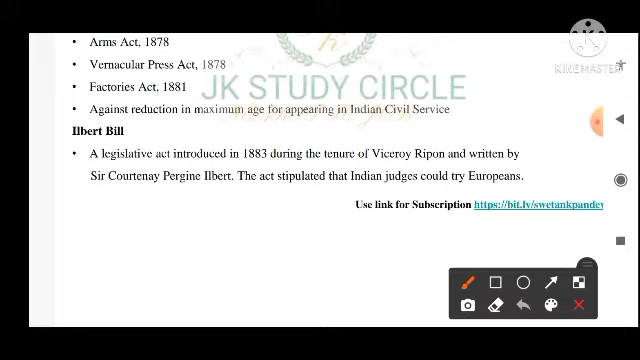 Arms Act, 1878
Vernacular Press Act, 1878
Factories Act, 1881
JK STUDY CIRCLE
Against reduction in maximum age for appearing in Indian Civil Service
Ilbert Bill
A legislative act introduced in 1883 during the tenure of Viceroy Ripon and written by
Sir Courtenay Pergine Ilbert. The act stipulated that Indian judges could try Europeans.
Use link for Subscription https://bit.lv/swetankpandey
KINEMASTER